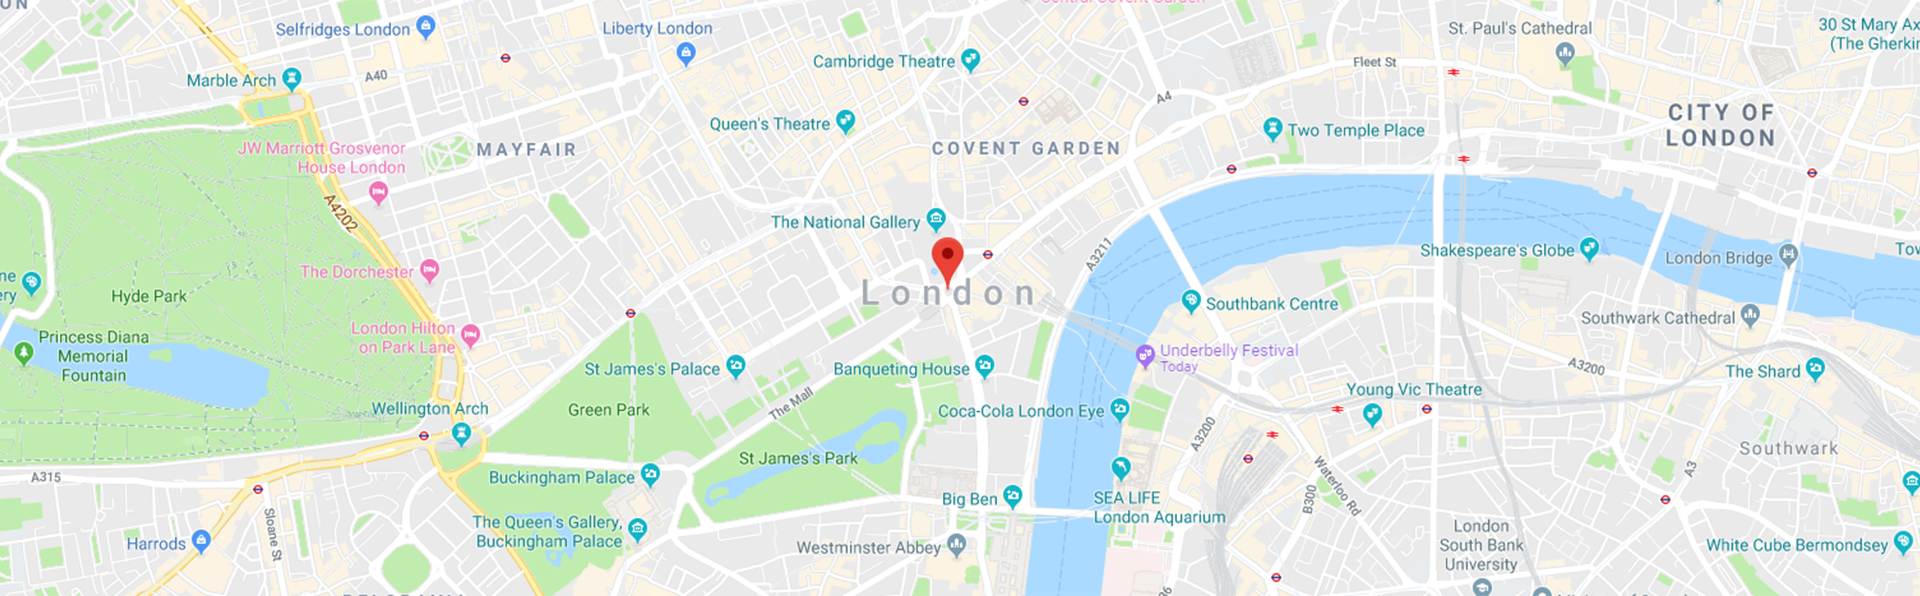 ON
Selfridges London
Liberty London
Central Covent Garden
St. Paul's Cathedral
30 St Mary Ax
(The Gherkin
Marble Arch
A40
Cambridge Theatre
Fleet St
A4
CITY OF
LONDON
Queen's Theatre
Two Temple Place
JW Marriott Grosvenor
House London
MAYFAIR
COVENT GARDEN
A4202
The National Gallery
A3211
Shakespeare's Globe
London Bridge
Tow
The Dorchester
ne
ery
Hyde Park
London
Southbank Centre
Southwark Cathedral
Princess Diana
Memorial
Fountain
London Hilton
on Park Lane
St James's Palace
Banqueting House
Underbelly Festival
Today
A3200
The Shard
Young Vic Theatre
Wellington Arch
Green Park
The Mall
Coca-Cola London Eye
A3200
Southwark
St James's Park
A315
Buckingham Palace
Big Ben
SEA LIFE
London Aquarium
Waterloo Rd
B300
A3
Sloane St
The Queen's Gallery,
Buckingham Palace
Harrods
Westminster Abbey
London
South Bank
University
White Cube Bermondsey